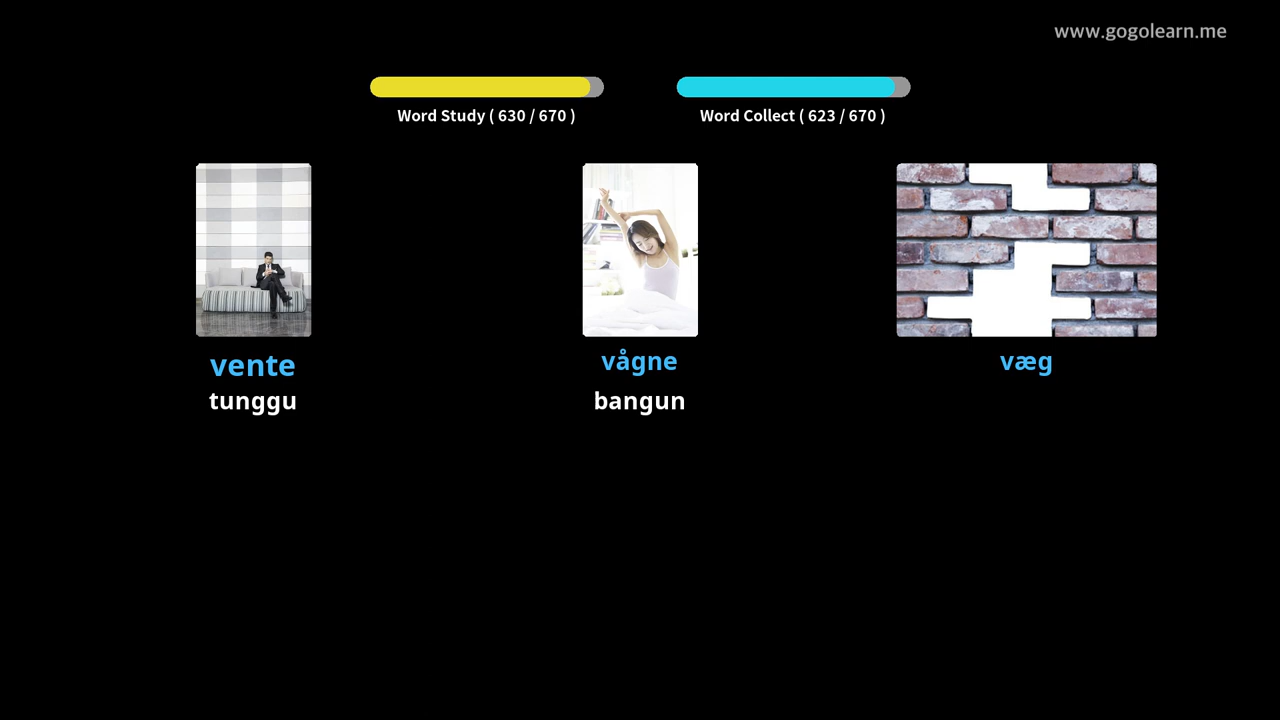 www.gogolearn.me
Word Study ( 630 / 670 )
Word Collect ( 623 / 670 )
vente
tunggu
vågne
bangun
væg